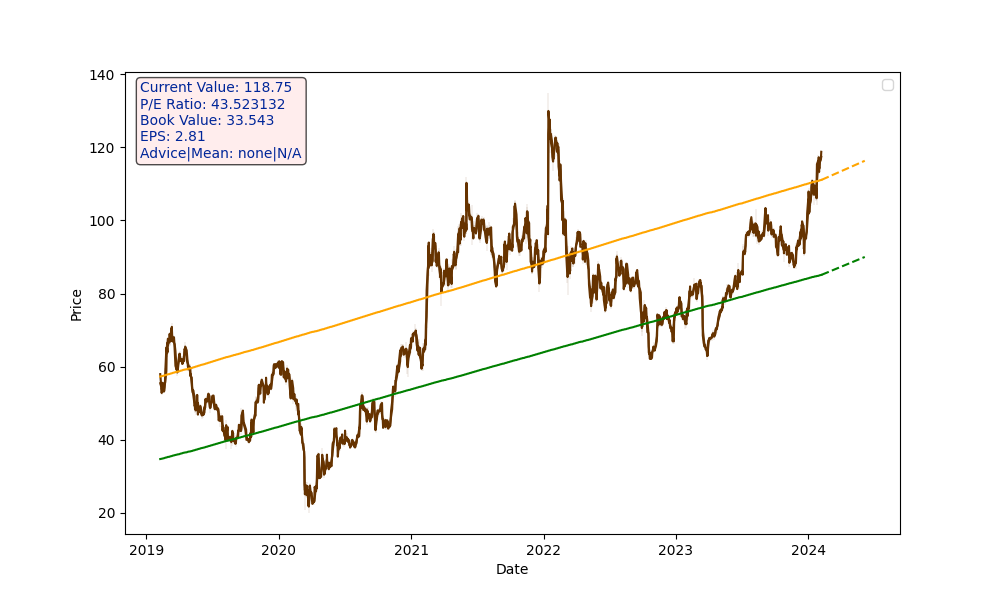 Current Value: 118.75
P/E Ratio: 43.523132
Book Value: 33.543
EPS: 2.81
Advice|Mean: none|N/A
140
120
100
80
60
40
20
Price
2019 2020 2021 2022 2023 2024
Date